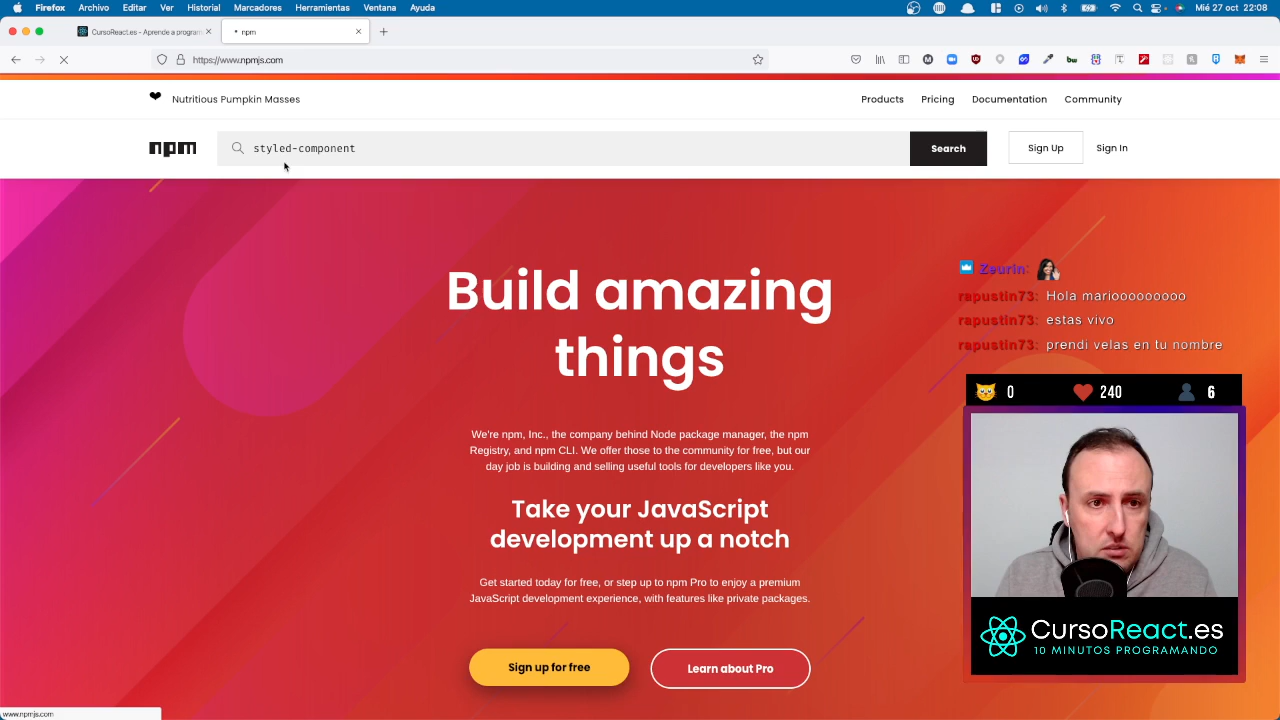 Firefox Archivo Editar Ver Historial Marcadores Herramientas Ventana Ayuda Mié 27 oct 22:08
CursoReact.es - Aprende a program
npm
https://www.npmjs.com
Nutritious Pumpkin Masses
Products Pricing Documentation Community
npm
styled-component
Search
Sign Up
Sign In
Build amazing
things
We're npm, Inc., the company behind Node package manager, the npm
Registry, and npm CLI. We offer those to the community for free, but our
day job is building and selling useful tools for developers like you.
Take your JavaScript
development up a notch
Get started today for free, or step up to npm Pro to enjoy a premium
JavaScript development experience, with features like private packages.
Sign up for free
Learn about Pro
Zeurin:
rapustin73: Hola mariooooooooo
rapustin73: estas vivo
rapustin73: prendi velas en tu nombre
0 240 6
CursoReact.es
10 MINUTOS PROGRAMANDO
www.npmjs.com